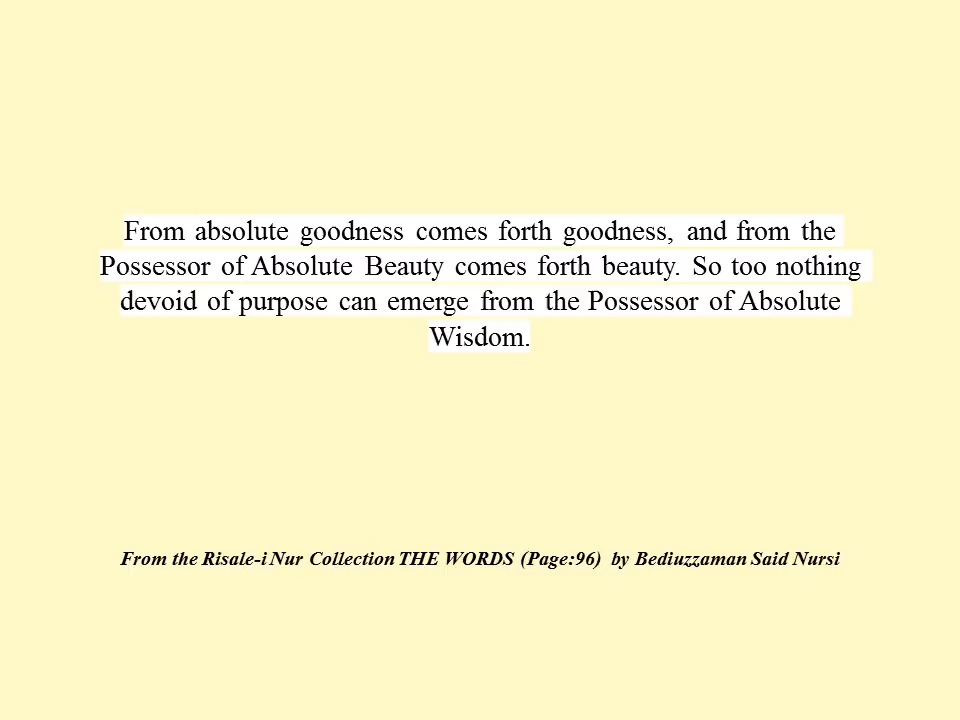 From absolute goodness comes forth goodness, and from the
Possessor of Absolute Beauty comes forth beauty. So too nothing
devoid of purpose can emerge from the Possessor of Absolute
Wisdom.
From the Risale-i Nur Collection THE WORDS (Page:96) by Bediuzzaman Said Nursi